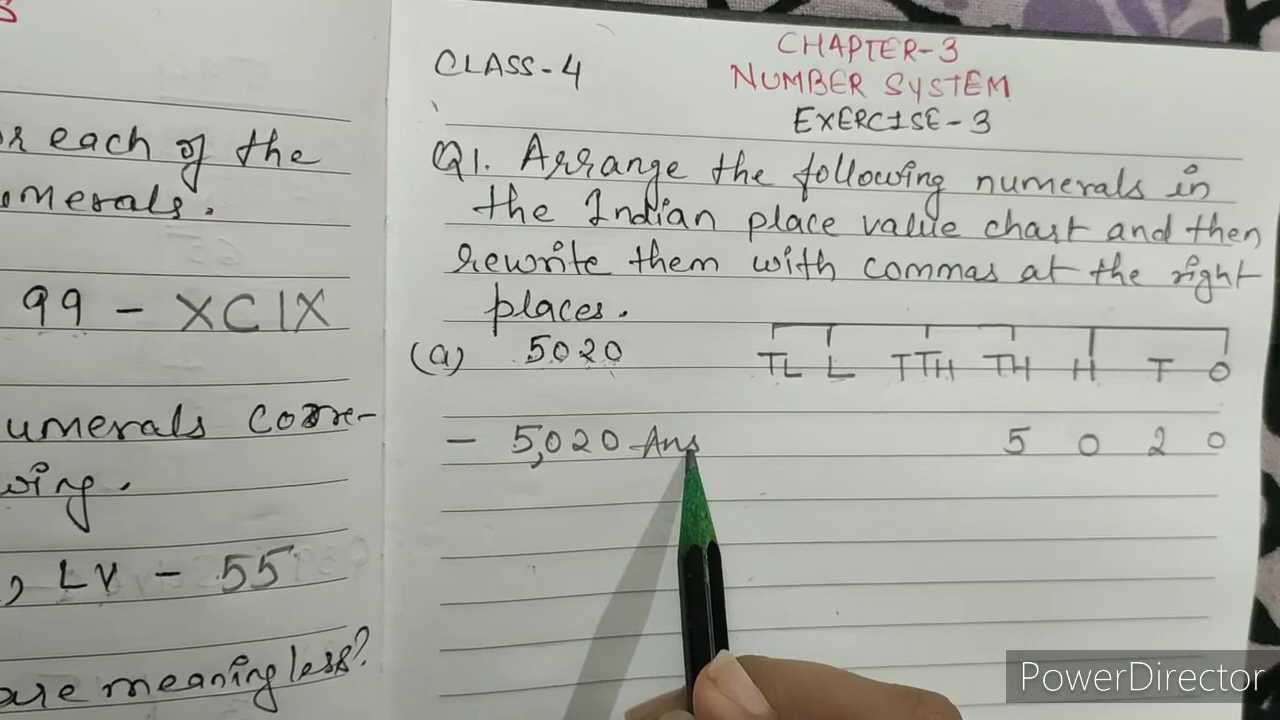 r each of the
merals.
99 - XCIX
umerals corre-
wing.
, LV - 55
are meaningless?
CLASS-4
CHAPTER-3
NUMBER SYSTEM
EXERCISE-3
Q1. Arrange the following numerals in
the Indian place value chart and then
rewrite them with commas at the right
places.
(a) 5020 TL L TTH TH H T O
- 5,020 Ans 5 0 2 0
PowerDirector